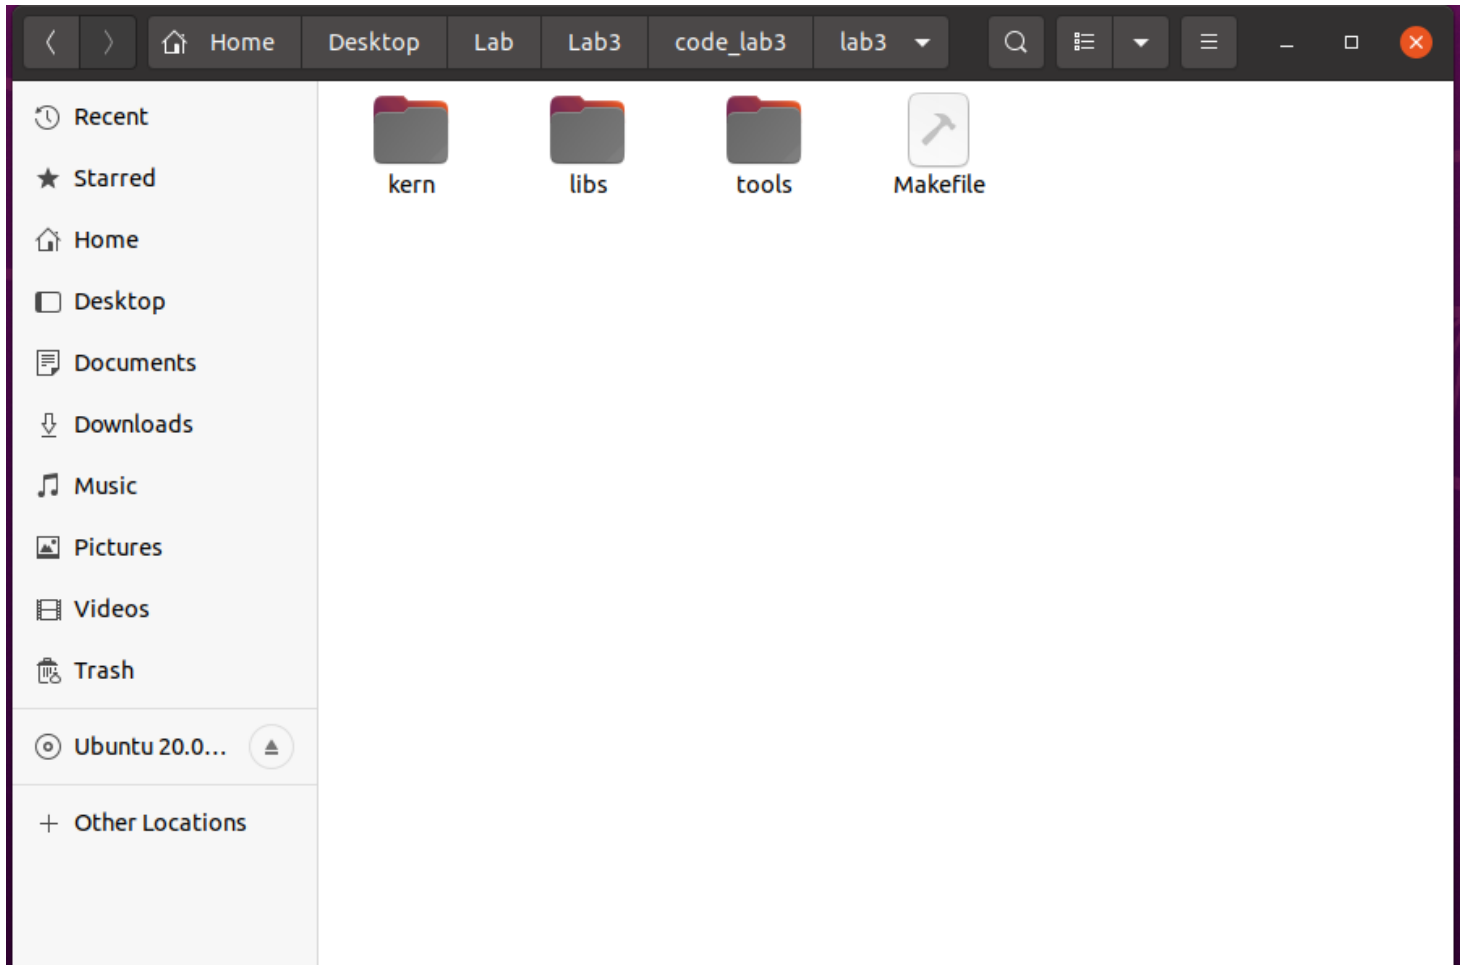 Home Desktop Lab Lab3 code_lab3 lab3
Recent
Starred
Home
Desktop
Documents
Downloads
Music
Pictures
Videos
Trash
Ubuntu 20.0...
Other Locations
kern libs tools Makefile